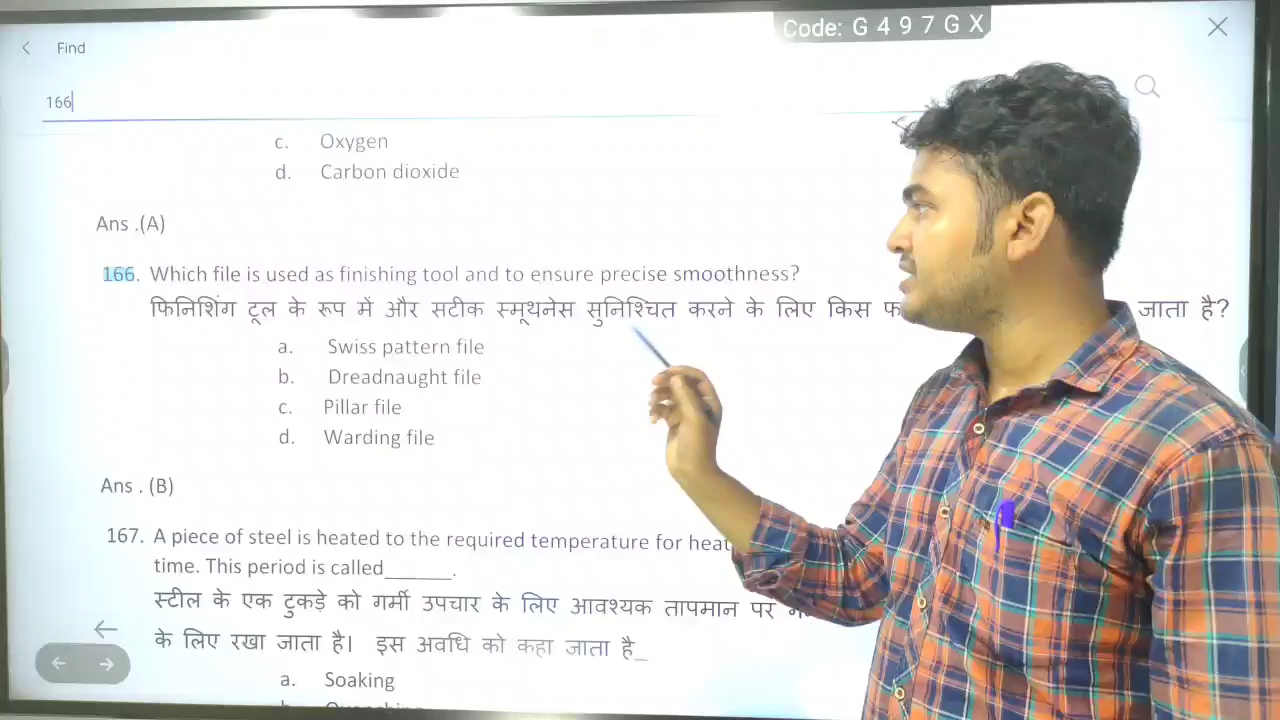 Code: G 4 9 7 G X
Find
166
c. Oxygen
d. Carbon dioxide
Ans .(A)
166. Which file is used as finishing tool and to ensure precise smoothness?
फिनिशिंग टूल के रूप में और सटीक स्मूथनेस सुनिश्चित करने के लिए किस जाता है?
a. Swiss pattern file
b. Dreadnaught file
c. Pillar file
d. Warding file
Ans . (B)
167. A piece of steel is heated to the required temperature for heat
time. This period is called______.
स्टील के एक टुकड़े को गर्मी उपचार के लिए आवश्यक तापमान पर
के लिए रखा जाता है। इस अवधि को कहा जाता है_
a. Soaking